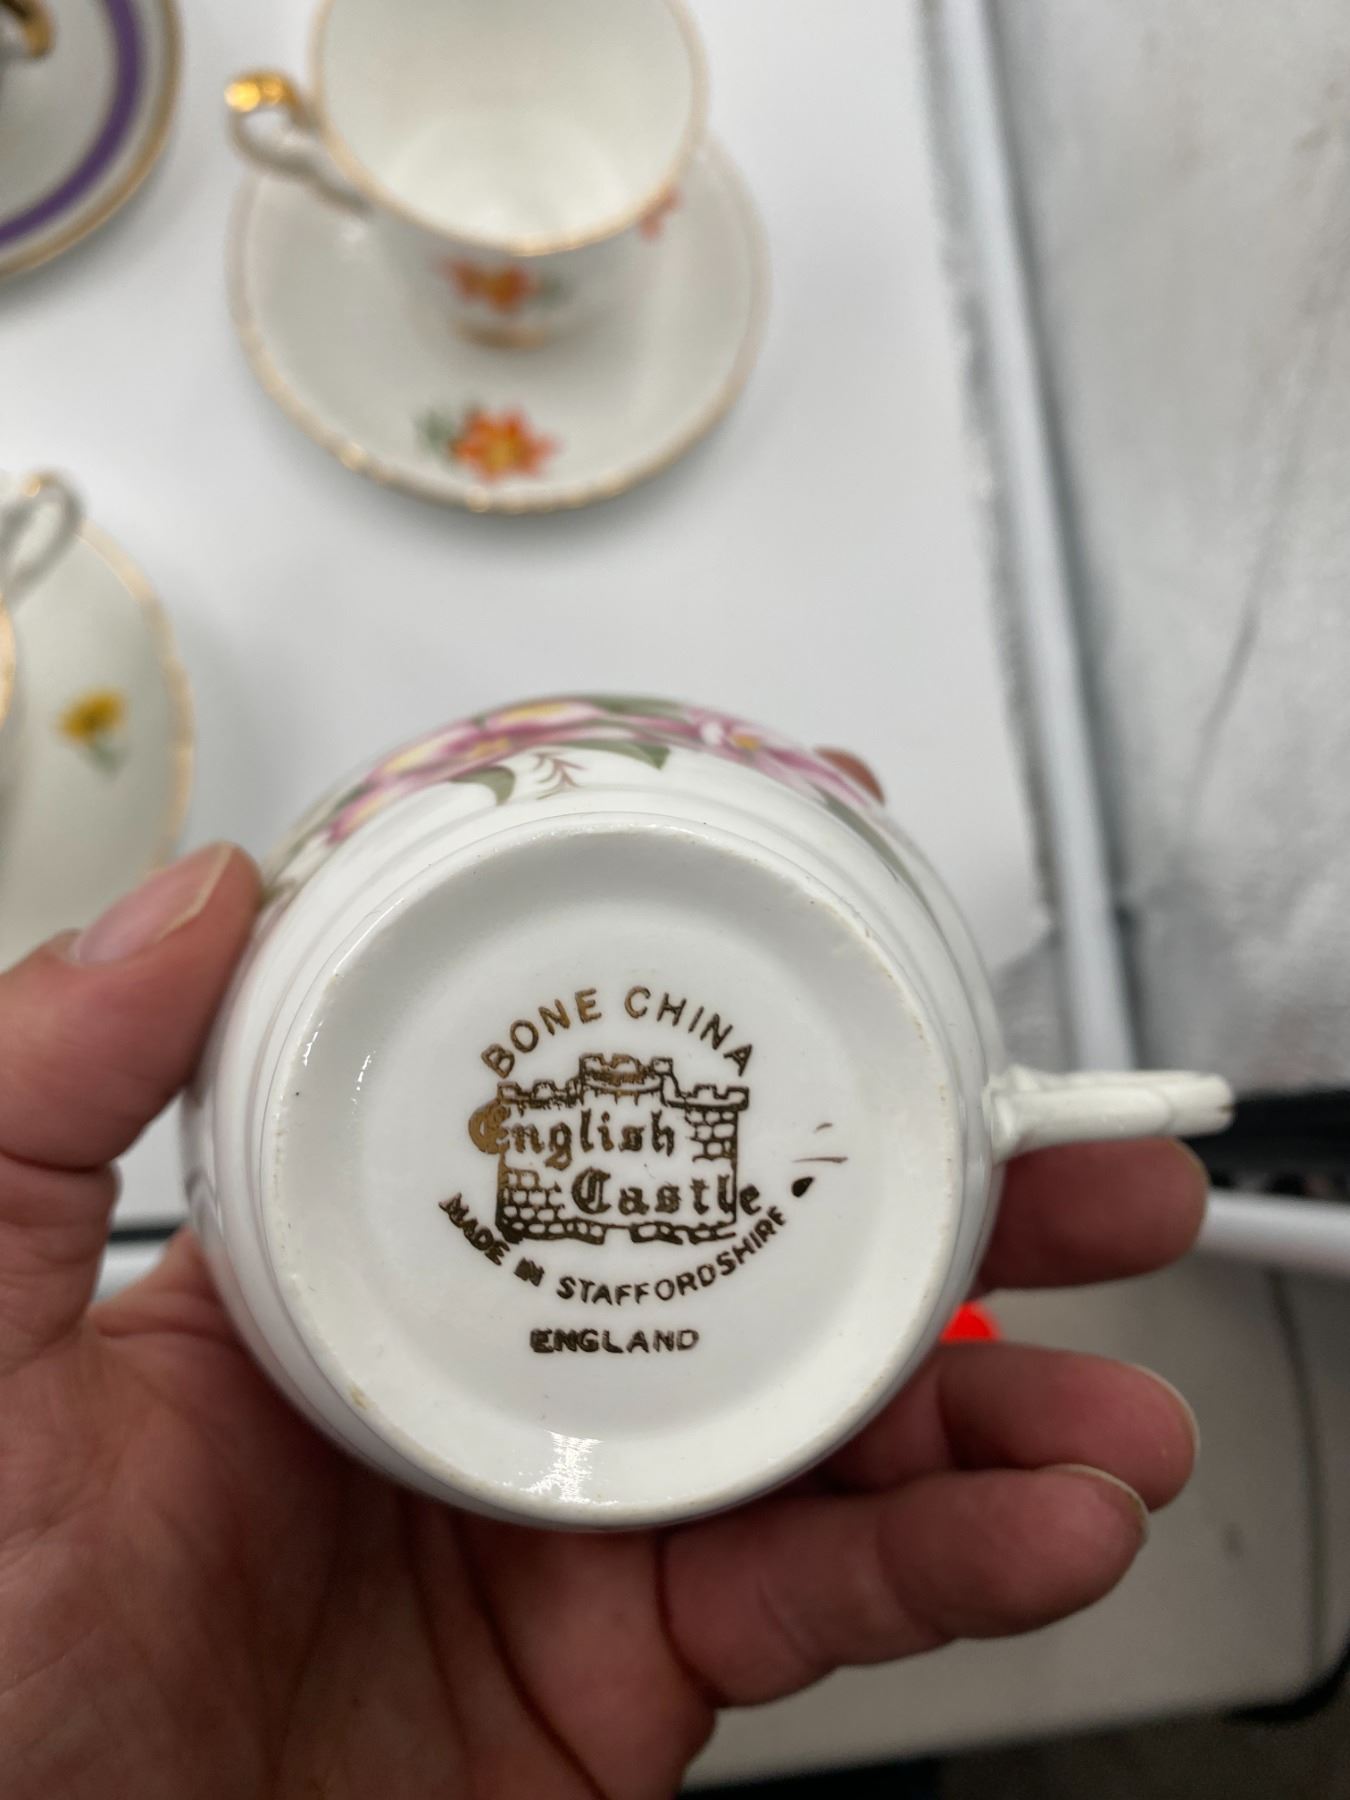 BONE CHINA
English
Castle
MADE IN STAFFORDSHIRE
ENGLAND